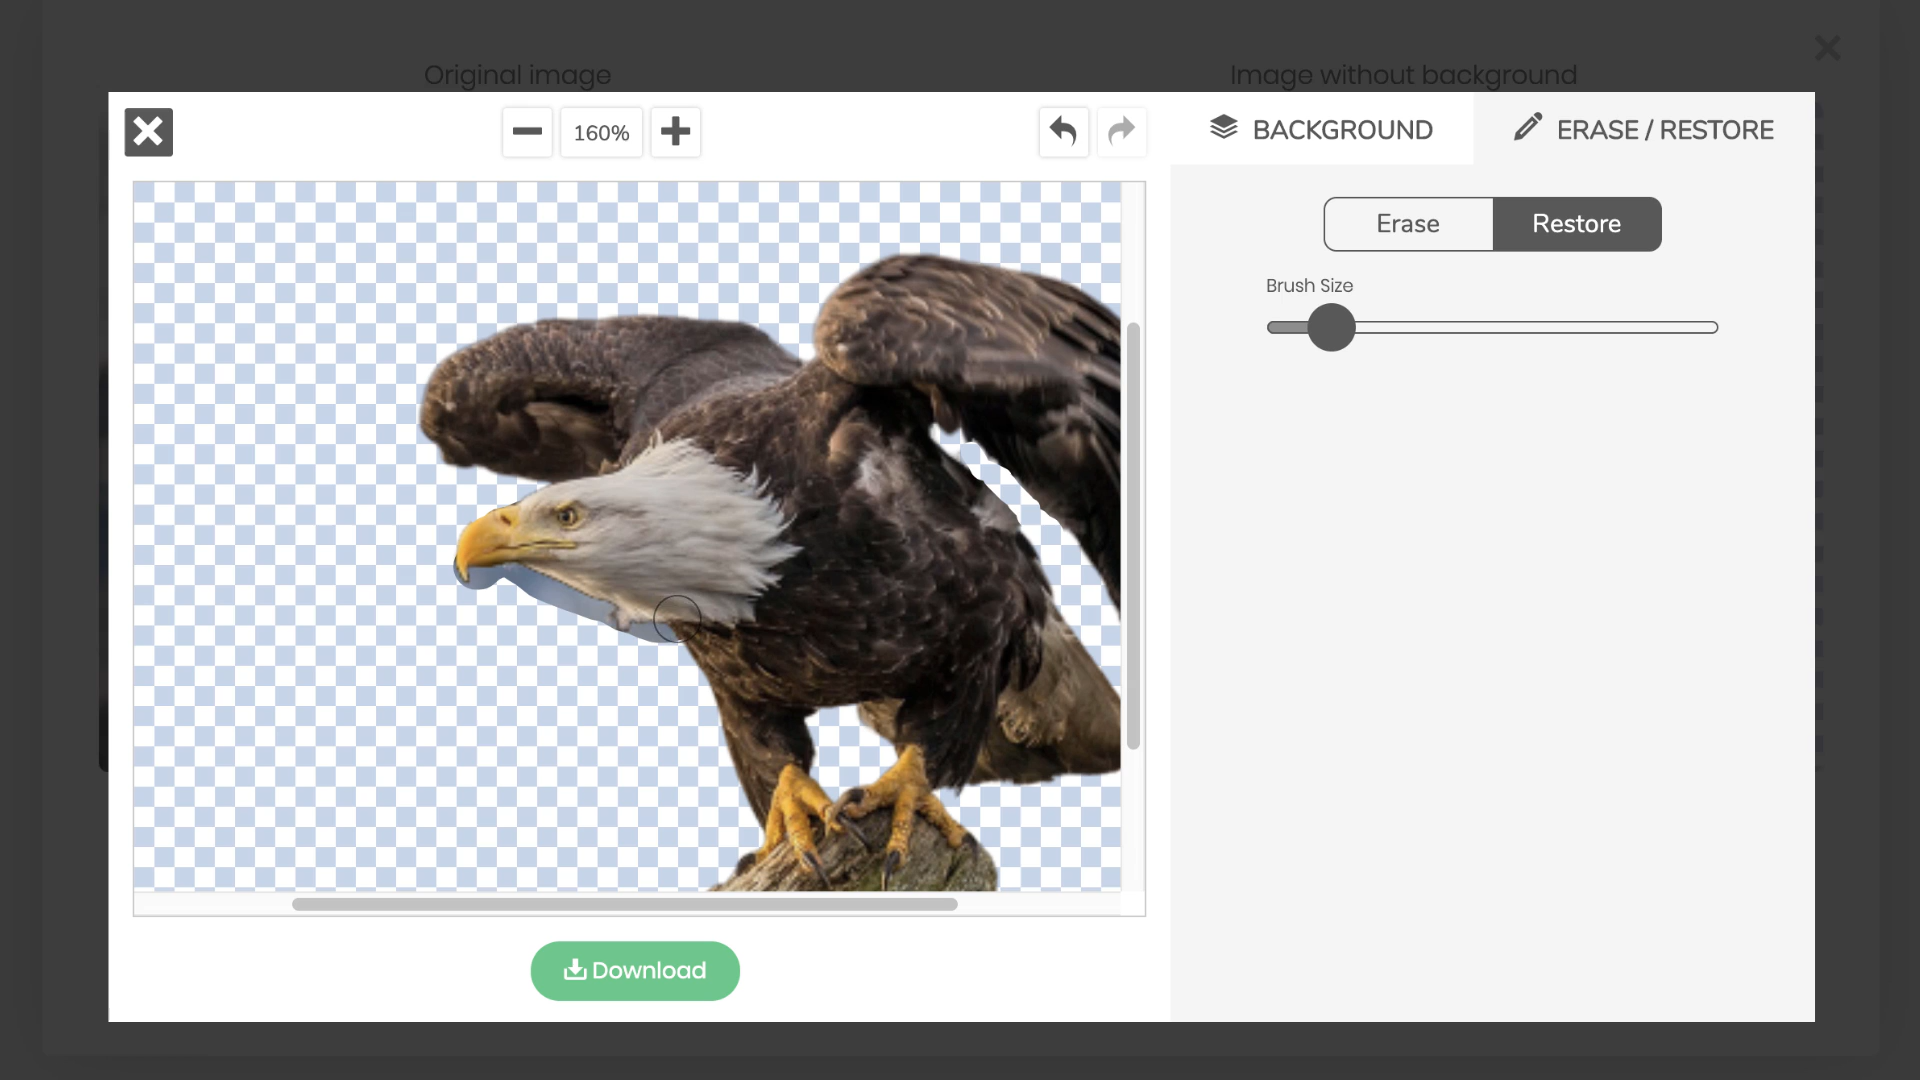 Original image
Image without background
160%
BACKGROUND
ERASE / RESTORE
Erase
Restore
Brush Size
Download